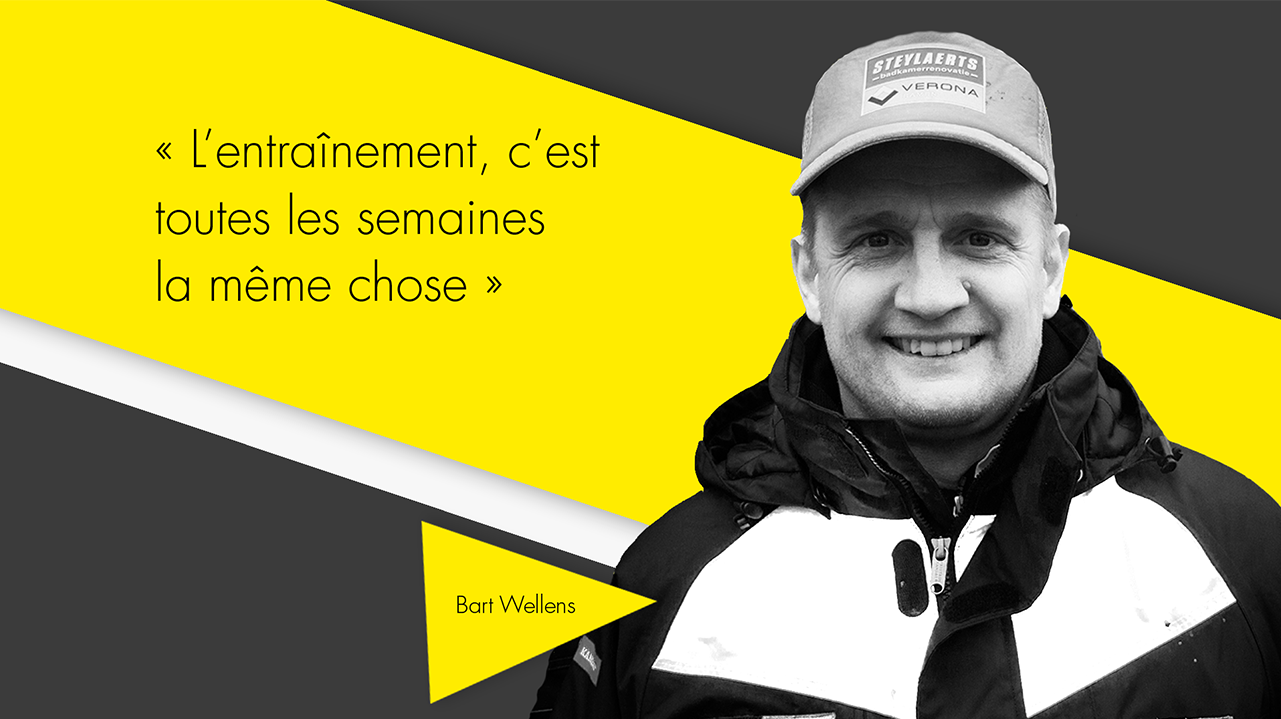 « L’entraînement, c’est
toutes les semaines
la même chose »
STEYLAERTS
badkamerrenovatie
VERONA
Bart Wellens